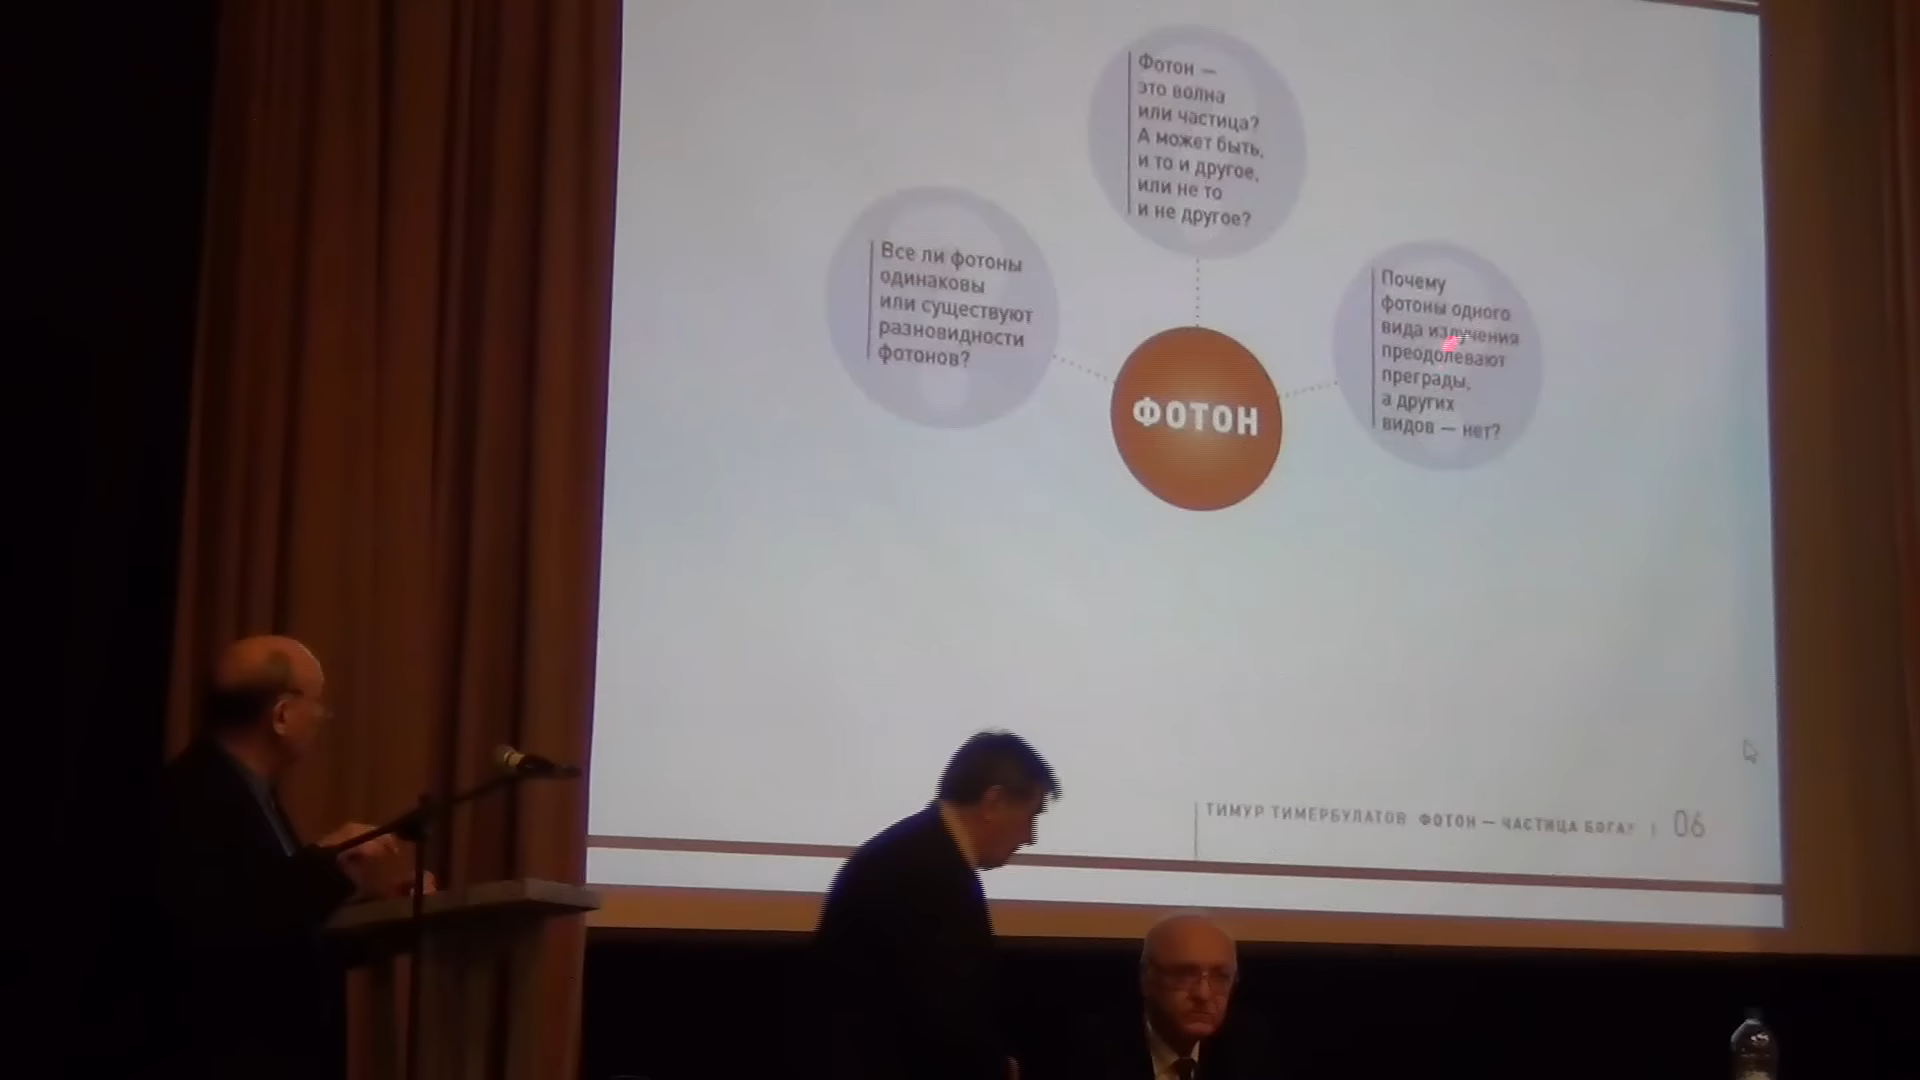 Фотон —
это волна
или частица?
А может быть,
и то и другое,
или не то
и не другое?
Все ли фотоны
одинаковы
или существуют
разновидности
фотонов?
Почему
фотоны одного
вида излучения
преодолевают
преграды,
а других
видов — нет?
ФОТОН
ТИМУР ТИМЕРБУЛАТОВ ФОТОН — ЧАСТИЦА БОГА? | 06